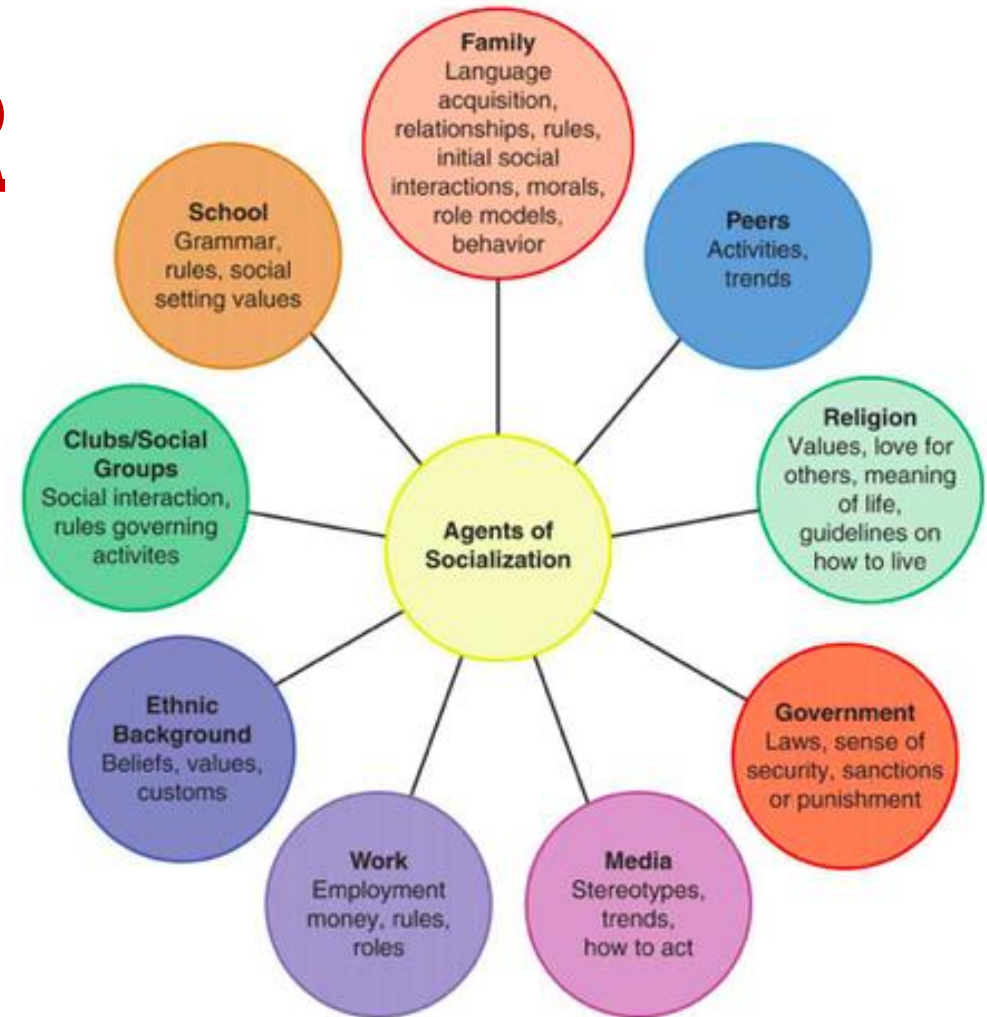 R
Family
Language
acquisition,
relationships, rules,
initial social
interactions, morals,
role models,
behavior
Peers
Activities,
trends
Religion
Values, love for
others, meaning
of life,
guidelines on
how to live
Government
Laws, sense of
security, sanctions
or punishment
Media
Stereotypes,
trends,
how to act
Work
Employment
money, rules,
roles
Ethnic
Background
Beliefs, values,
customs
Clubs/Social
Groups
Social interaction,
rules governing
activites
School
Grammar,
rules, social
setting values
Agents of
Socialization